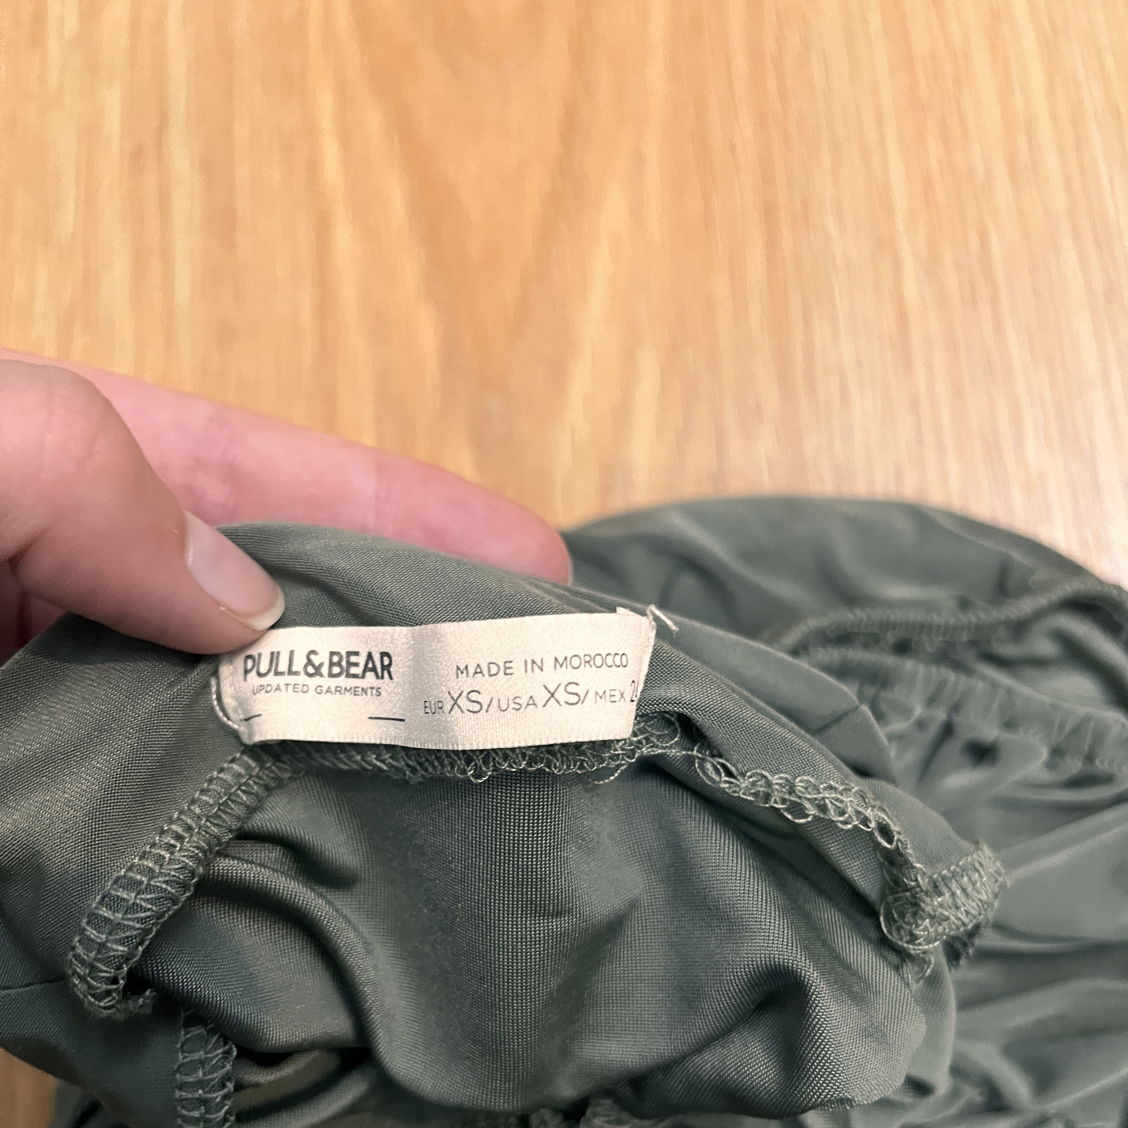 PULL&BEAR
UPDATED GARMENTS
MADE IN MOROCCO
EUR XS/USA XS/ MEX